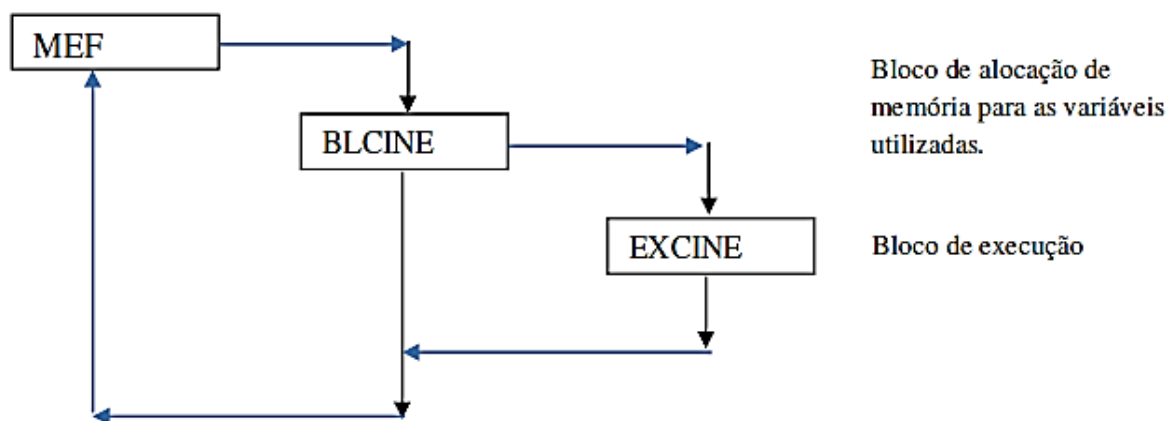 MEF
Bloco de alocação de
memória para as variáveis
utilizadas.
BLCINE
EXCINE
Bloco de execução